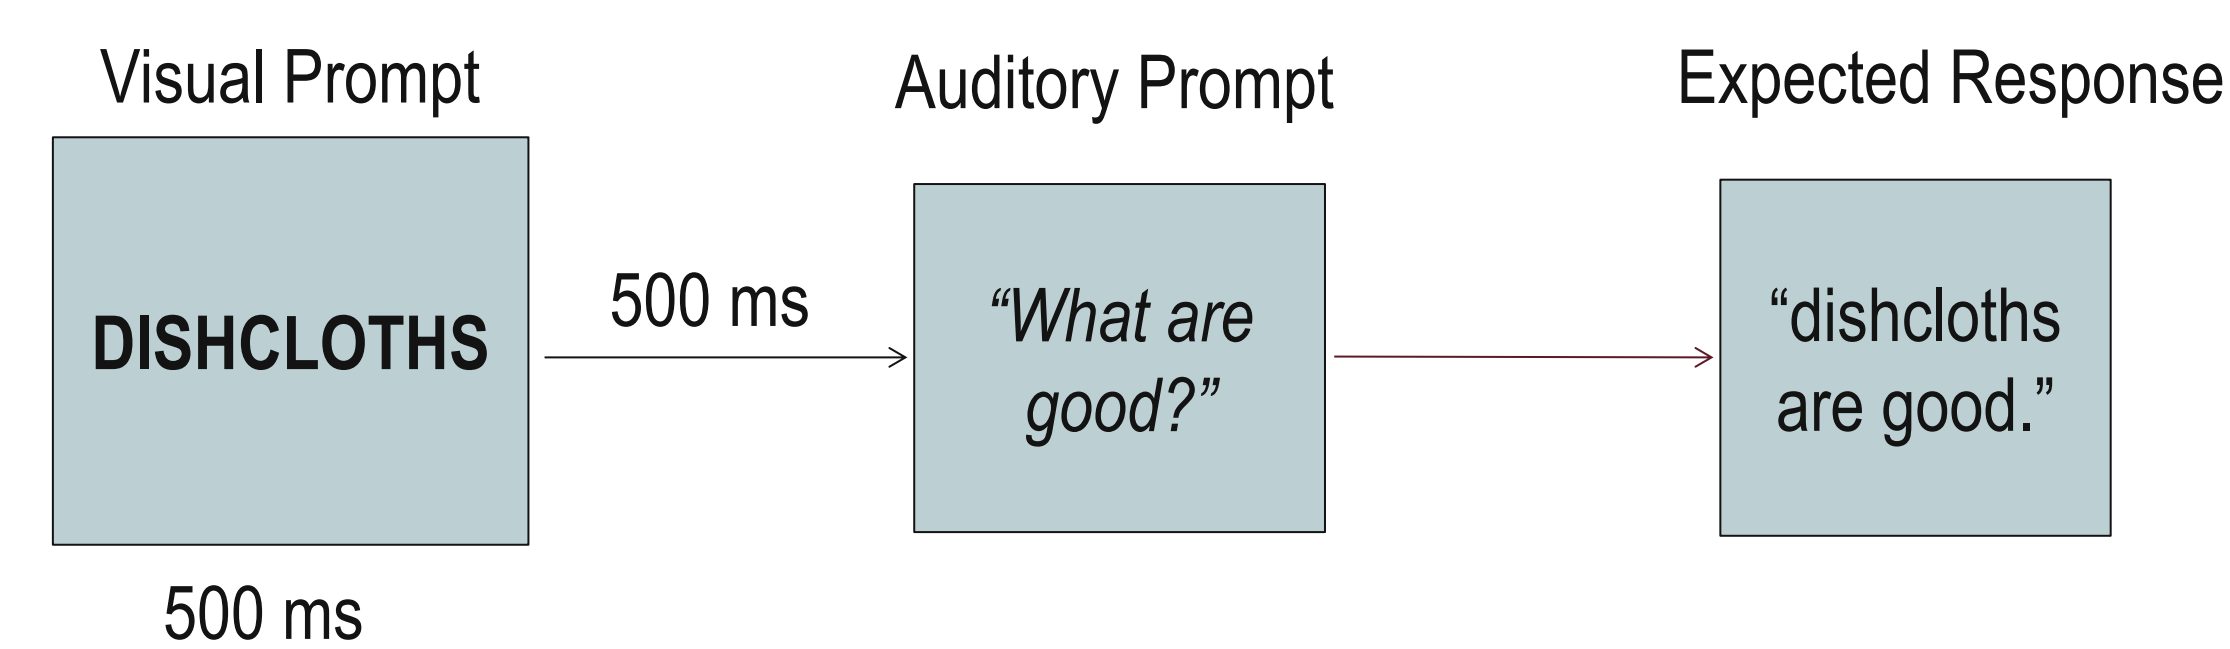 Visual Prompt
DISHCLOTHS
500 ms
500 ms
Auditory Prompt
“What are
good?”
Expected Response
“dishcloths
are good.”